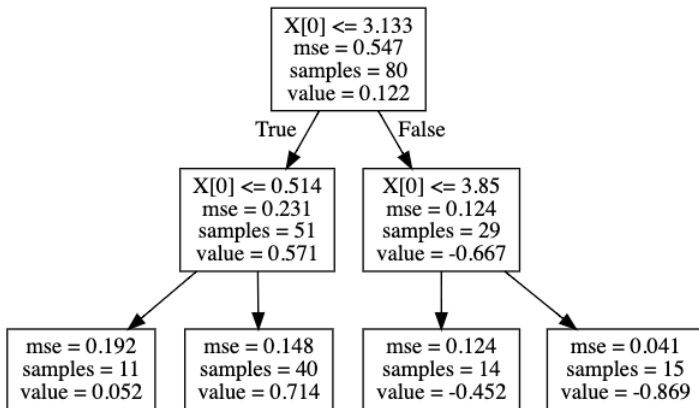 X[0] <= 3.133
mse = 0.547
samples = 80
value = 0.122
True
False
X[0] <= 0.514
mse = 0.231
samples = 51
value = 0.571
X[0] <= 3.85
mse = 0.124
samples = 29
value = -0.667
mse = 0.192
samples = 11
value = 0.052
mse = 0.148
samples = 40
value = 0.714
mse = 0.124
samples = 14
value = -0.452
mse = 0.041
samples = 15
value = -0.869